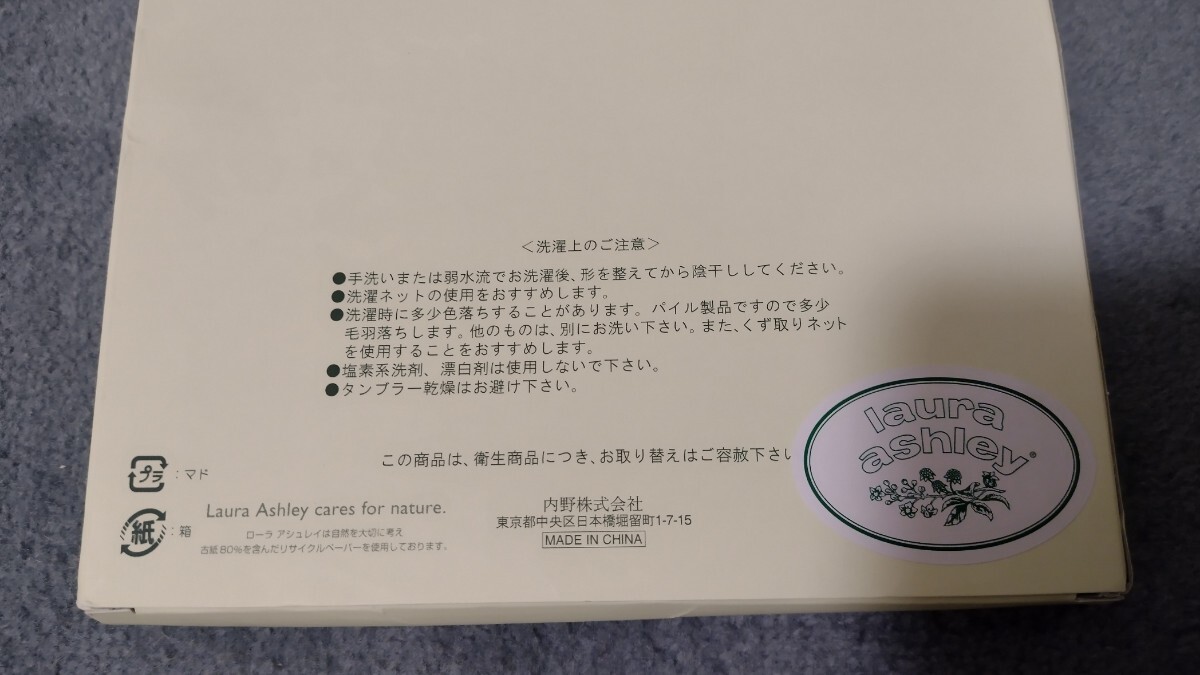 ＜洗濯上のご注意＞
●手洗いまたは弱水流でお洗濯後、形を整えてから陰干ししてください。
●洗濯ネットの使用をおすすめします。
●洗濯時に多少色落ちすることがあります。パイル製品ですので多少
毛羽落ちします。他のものは、別にお洗い下さい。また、くず取りネット
を使用することをおすすめします。
●塩素系洗剤、漂白剤は使用しないで下さい。
●タンブラー乾燥はお避け下さい。
この商品は、衛生商品につき、お取り替えはご容赦下さい
プラ：マド
紙：箱
Laura Ashley cares for nature.
ローラ アシュレイは自然を大切に考え
古紙80%を含んだリサイクルペーパーを使用しております。
内野株式会社
東京都中央区日本橋堀留町1-7-15
MADE IN CHINA
laura
ashley®